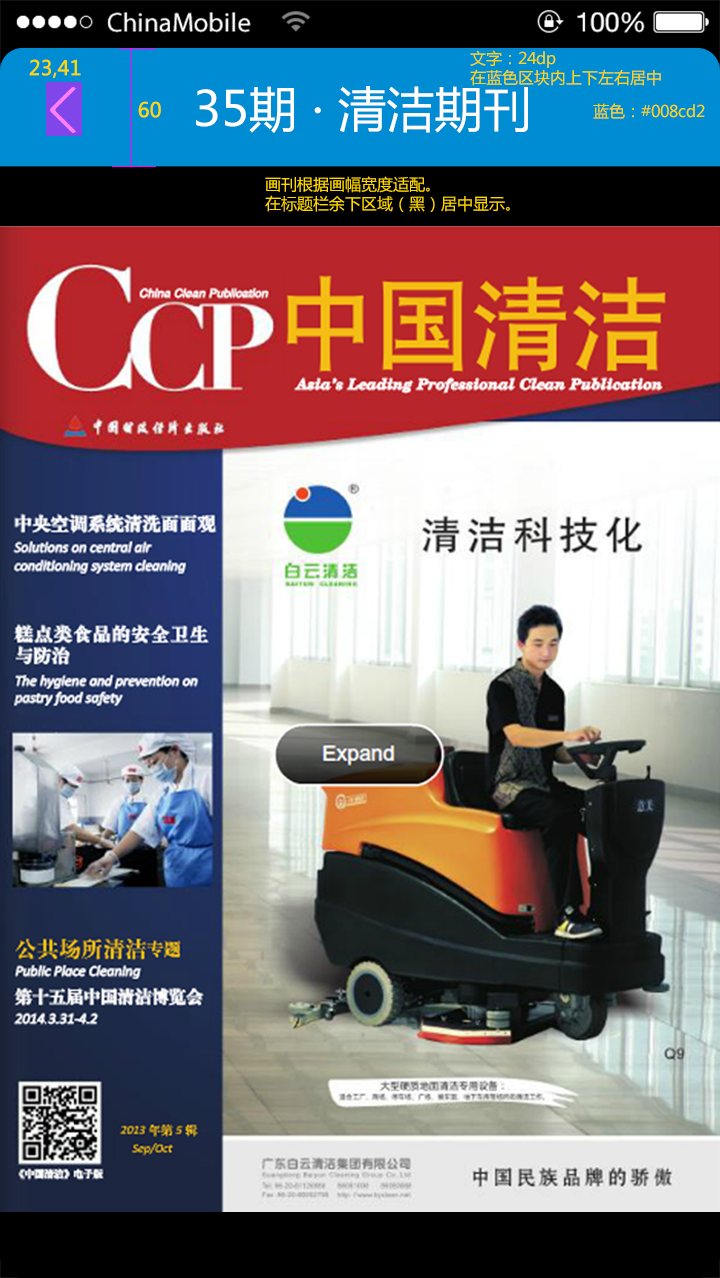 ChinaMobile 100%
文字：24dp
23,41
在蓝色区块内上下左右居中
60
35期 · 清洁期刊
蓝色：#008cd2
画刊根据画幅宽度适配。
在标题栏余下区域（黑）居中显示。
China Clean Publication
CCP
中国清洁
Asia's Leading Professional Clean Publication
中国财政经济出版社
中央空调系统清洗面面观
Solutions on central air
conditioning system cleaning
®
白云清洁
BAIYUN CLEANING
清洁科技化
糕点类食品的安全卫生
与防治
The hygiene and prevention on
pastry food safety
Expand
公共场所清洁专题
Public Place Cleaning
第十五届中国清洁博览会
2014.3.31-4.2
Q9
大型硬质地面清洁专用设备：
2013 年第 5 辑
Sep/Oct
《中国清洁》电子版
广东白云清洁集团有限公司
Guangdong Baiyun Cleaning Group Co.,Ltd
中国民族品牌的骄傲